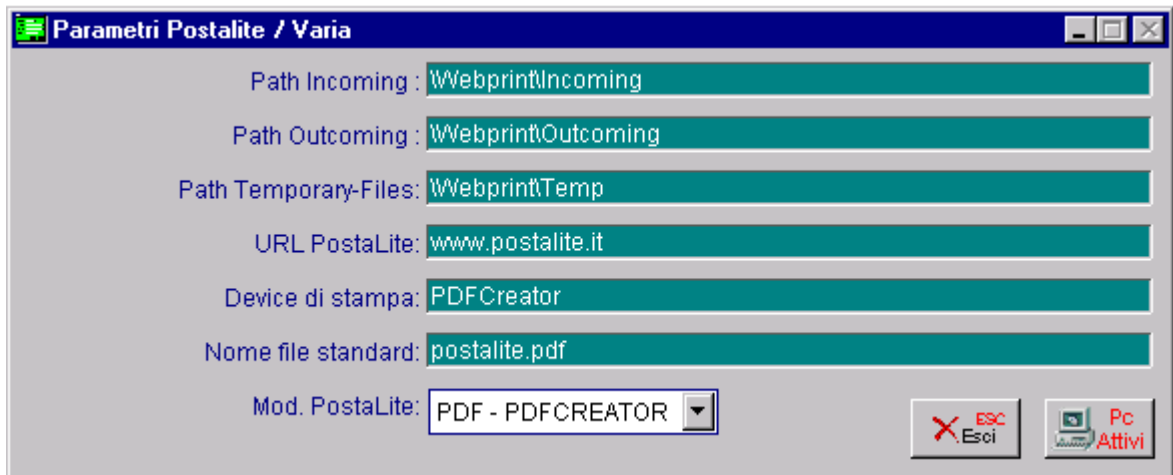 Parametri Postalite / Varia
Path Incoming : \Webprint\Incoming
Path Outcoming : \Webprint\Outcoming
Path Temporary-Files: \Webprint\Temp
URL PostaLite: www.postalite.it
Device di stampa: PDFCreator
Nome file standard: postalite.pdf
Mod. PostaLite: PDF - PDFCREATOR
ESC
Esci
Pc
Attivi